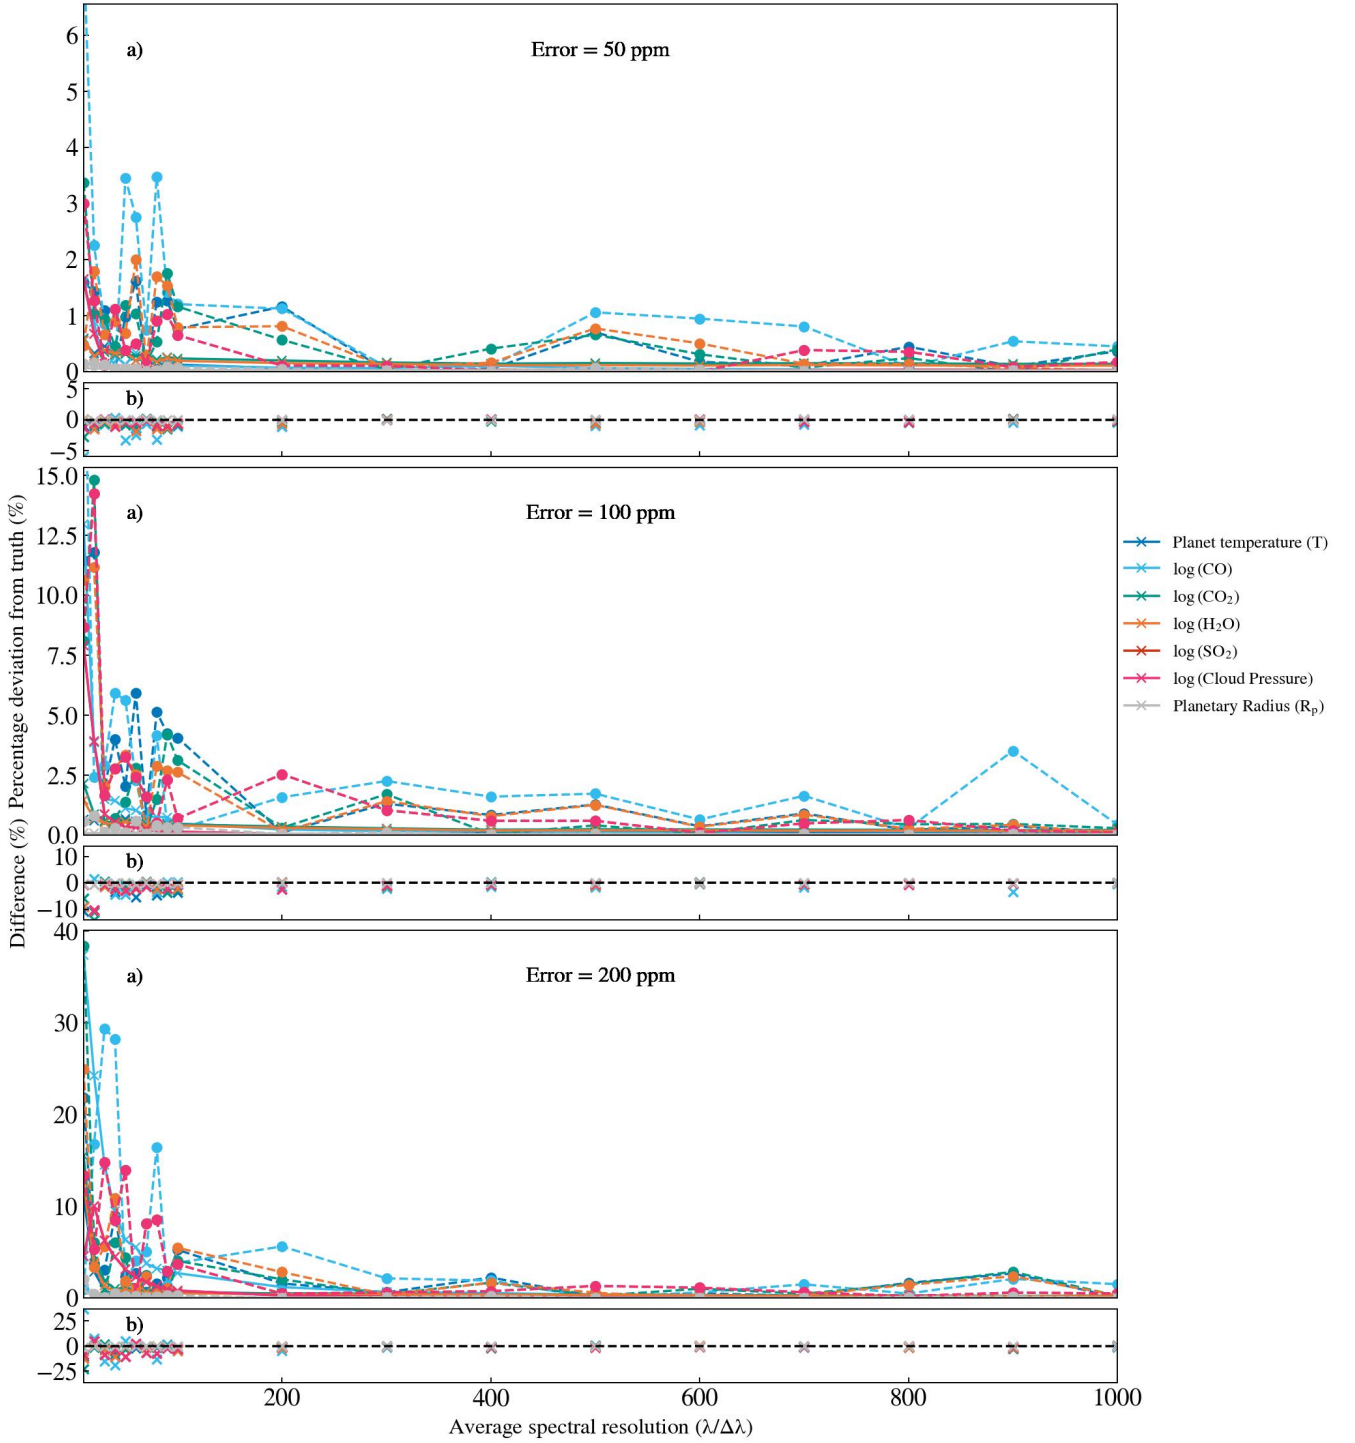 6
a)
Error = 50 ppm
5
4
3
2
1
0
5
b)
0
−5
15.0
a)
Error = 100 ppm
12.5
10.0
7.5
5.0
2.5
0.0
10
b)
0
−10
40
a)
Error = 200 ppm
30
20
10
0
25
b)
0
−25
200 400 600 800 1000
Average spectral resolution (λ/Δλ)
Difference (%) Percentage deviation from truth (%)
Planet temperature (T)
log (CO)
log (CO₂)
log (H₂O)
log (SO₂)
log (Cloud Pressure)
Planetary Radius (Rₚ)